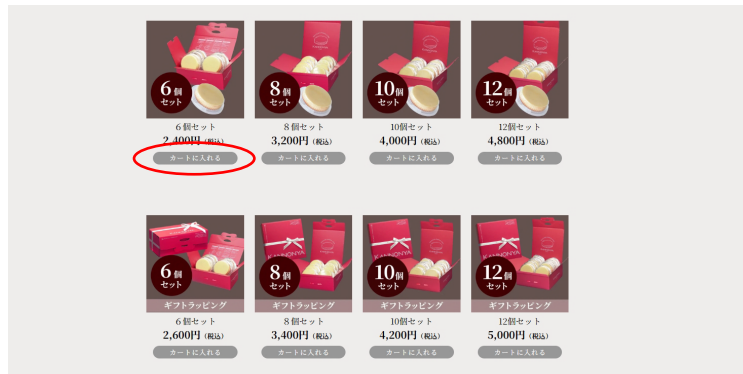 6個
セット
8個
セット
10個
セット
12個
セット
6個セット
8個セット
10個セット
12個セット
2,400円（税込）
3,200円（税込）
4,000円（税込）
4,800円（税込）
カートに入れる
カートに入れる
カートに入れる
カートに入れる
KANNONYA
6個
セット
8個
セット
10個
セット
12個
セット
ギフトラッピング
ギフトラッピング
ギフトラッピング
ギフトラッピング
6個セット
8個セット
10個セット
12個セット
2,600円（税込）
3,400円（税込）
4,200円（税込）
5,000円（税込）
カートに入れる
カートに入れる
カートに入れる
カートに入れる